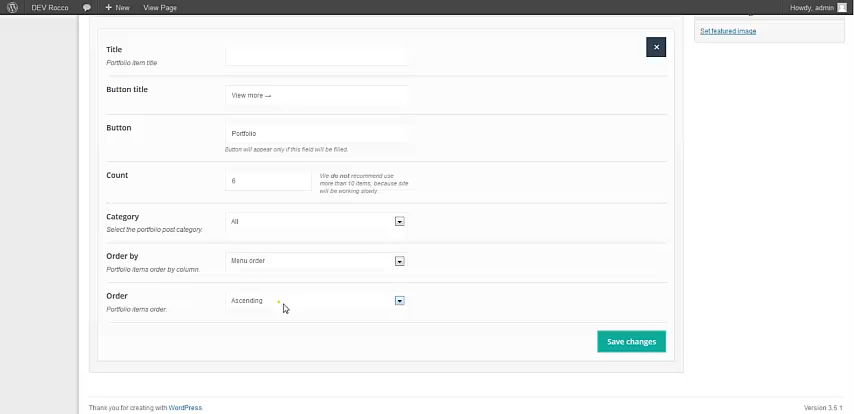 DEV Rocco + New View Page Howdy, admin
Set featured image
Title
Portfolio item title
×
Button title
View more →
Button
Portfolio
Button will appear only if this field will be filled.
Count
6
We do not recommend use
more than 10 items, because site
will be working slowly
Category
Select the portfolio post category.
All
Order by
Portfolio items order by column.
Menu order
Order
Portfolio items order.
Ascending
Save changes
Thank you for creating with WordPress. Version 3.5.1